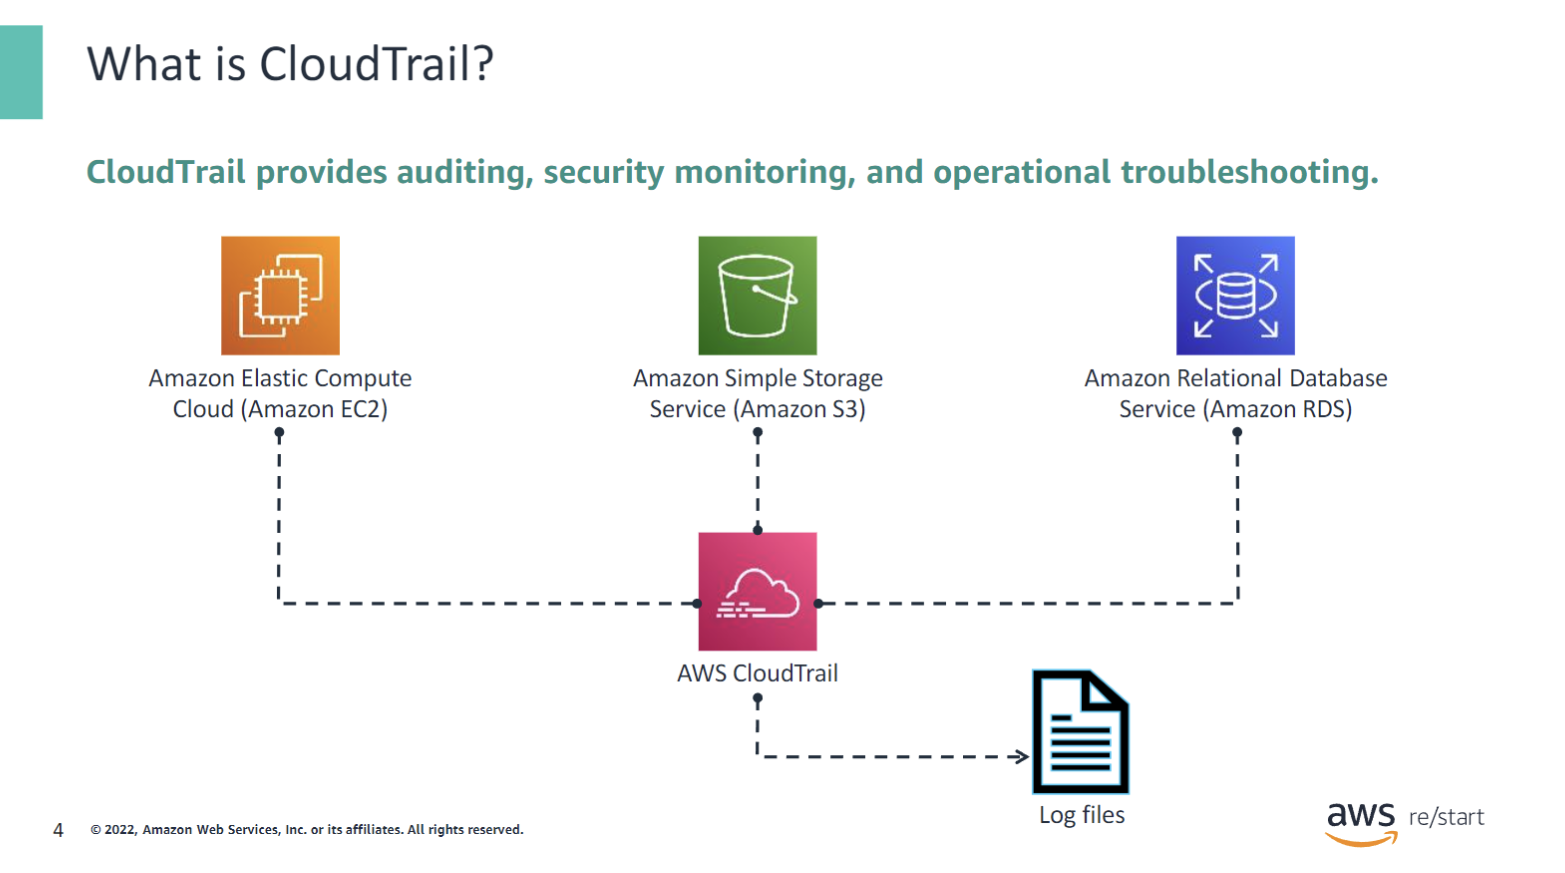 What is CloudTrail?
CloudTrail provides auditing, security monitoring, and operational troubleshooting.
Amazon Elastic Compute
Cloud (Amazon EC2)
Amazon Simple Storage
Service (Amazon S3)
Amazon Relational Database
Service (Amazon RDS)
AWS CloudTrail
Log files
4
© 2022, Amazon Web Services, Inc. or its affiliates. All rights reserved.
aws re/start